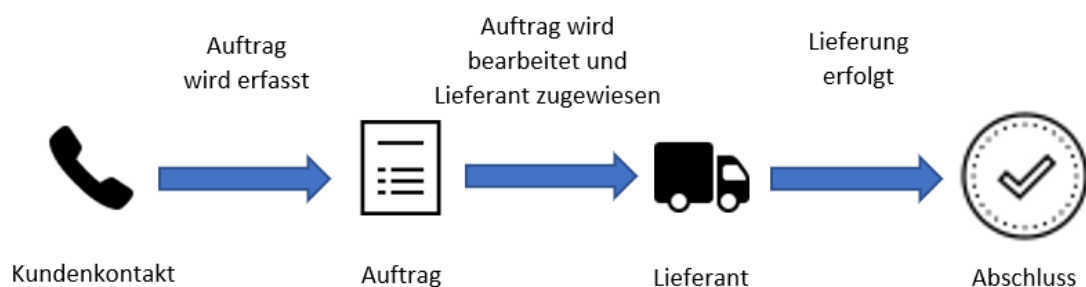 Auftrag
wird erfasst
Auftrag wird
bearbeitet und
Lieferant zugewiesen
Lieferung
erfolgt
Kundenkontakt
Auftrag
Lieferant
Abschluss